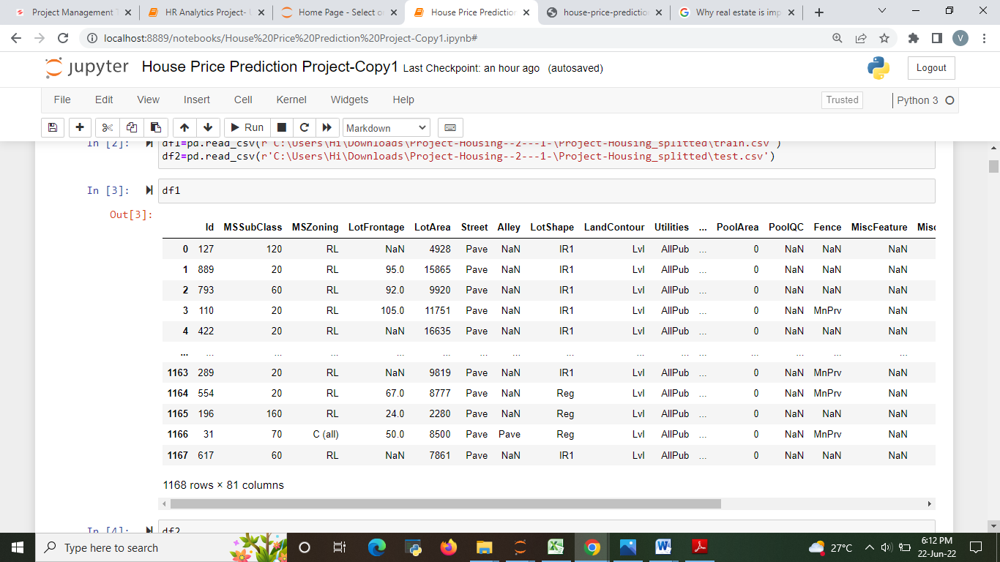 Project Management T
HR Analytics Project- U
Home Page - Select or
House Price Prediction
house-price-prediction
Why real estate is imp
localhost:8889/notebooks/House%20Price%20Prediction%20Project-Copy1.ipynb#
V
jupyter House Price Prediction Project-Copy1 Last Checkpoint: an hour ago (autosaved)
Logout
File Edit View Insert Cell Kernel Widgets Help
Trusted Python 3
Run Markdown
In [2]: df1=pd.read_csv(r'C:\Users\Hi\Downloads\Project-Housing--2---1-\Project-Housing_splitted\train.csv')
df2=pd.read_csv(r'C:\Users\Hi\Downloads\Project-Housing--2---1-\Project-Housing_splitted\test.csv')
In [3]: df1
Out[3]:
Id MSSubClass MSZoning LotFrontage LotArea Street Alley LotShape LandContour Utilities ... PoolArea PoolQC Fence MiscFeature Misc
0 127 120 RL NaN 4928 Pave NaN IR1 Lvl AllPub ... 0 NaN NaN NaN
1 889 20 RL 95.0 15865 Pave NaN IR1 Lvl AllPub ... 0 NaN NaN NaN
2 793 60 RL 92.0 9920 Pave NaN IR1 Lvl AllPub ... 0 NaN NaN NaN
3 110 20 RL 105.0 11751 Pave NaN IR1 Lvl AllPub ... 0 NaN MnPrv NaN
4 422 20 RL NaN 16635 Pave NaN IR1 Lvl AllPub ... 0 NaN NaN NaN
... ... ... ... ... ... ... ... ... ... ... ... ... ... ... ...
1163 289 20 RL NaN 9819 Pave NaN IR1 Lvl AllPub ... 0 NaN MnPrv NaN
1164 554 20 RL 67.0 8777 Pave NaN Reg Lvl AllPub ... 0 NaN MnPrv NaN
1165 196 160 RL 24.0 2280 Pave NaN Reg Lvl AllPub ... 0 NaN NaN NaN
1166 31 70 C (all) 50.0 8500 Pave Pave Reg Lvl AllPub ... 0 NaN MnPrv NaN
1167 617 60 RL NaN 7861 Pave NaN IR1 Lvl AllPub ... 0 NaN NaN NaN
1168 rows × 81 columns
In [4]: df2
Type here to search
27°C
6:12 PM
22-Jun-22